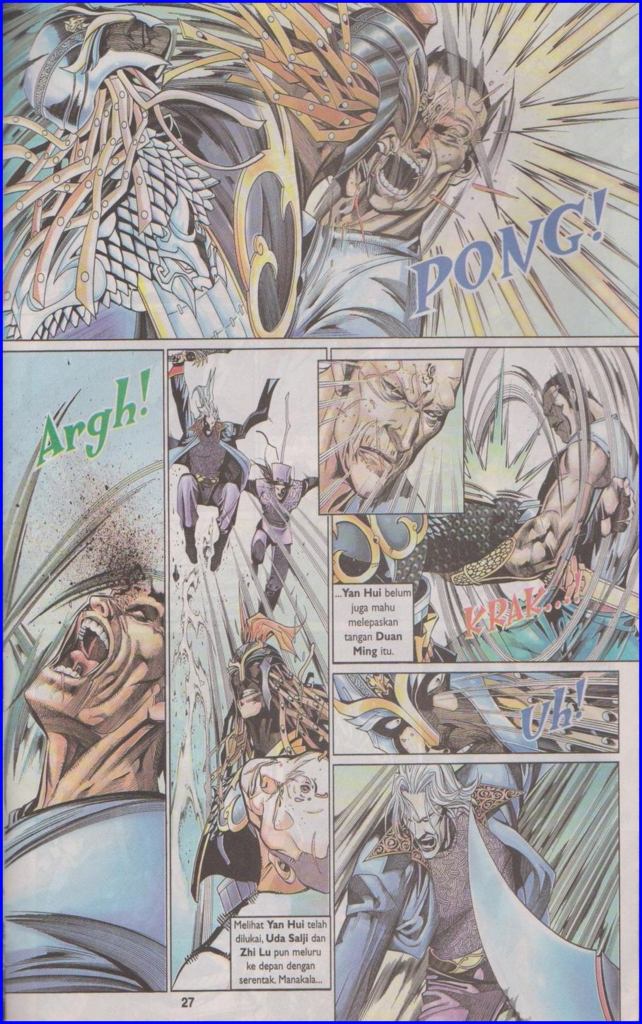 PONG!
Argh!
Melihat Yan Hui telah
dilukai, Uda Salji dan
Zhi Lu pun meluru
ke depan dengan
serentak. Manakala...
...Yan Hui belum
juga mahu
melepaskan
tangan Duan
Ming itu.
KRAK...!
Uh!
27